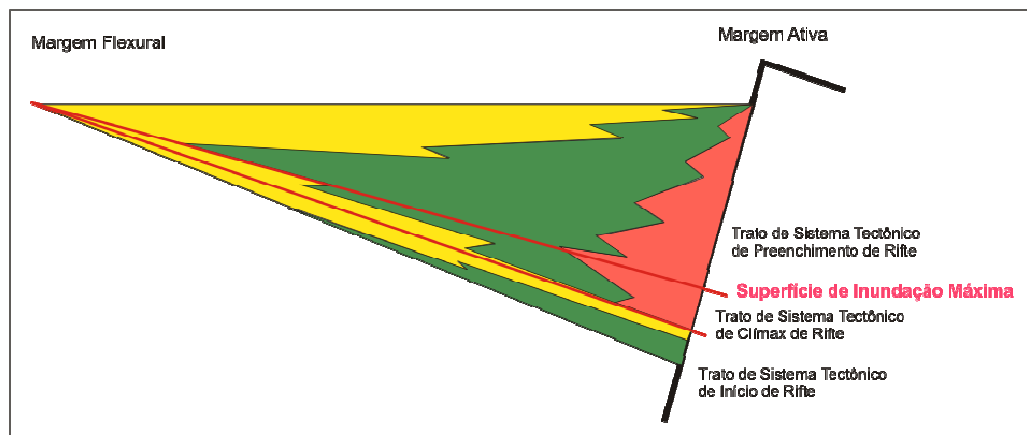 Margem Flexural
Margem Ativa
Trato de Sistema Tectônico
de Preenchimento de Rifte
Superfície de Inundação Máxima
Trato de Sistema Tectônico
de Clímax de Rifte
Trato de Sistema Tectônico
de Início de Rifte